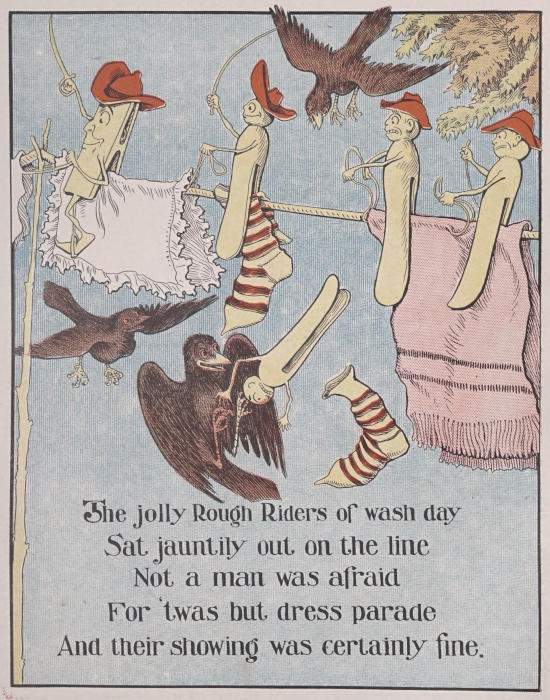 The jolly Rough Riders of wash day
Sat jauntily out on the line
Not a man was afraid
For 'twas but dress parade
And their showing was certainly fine.